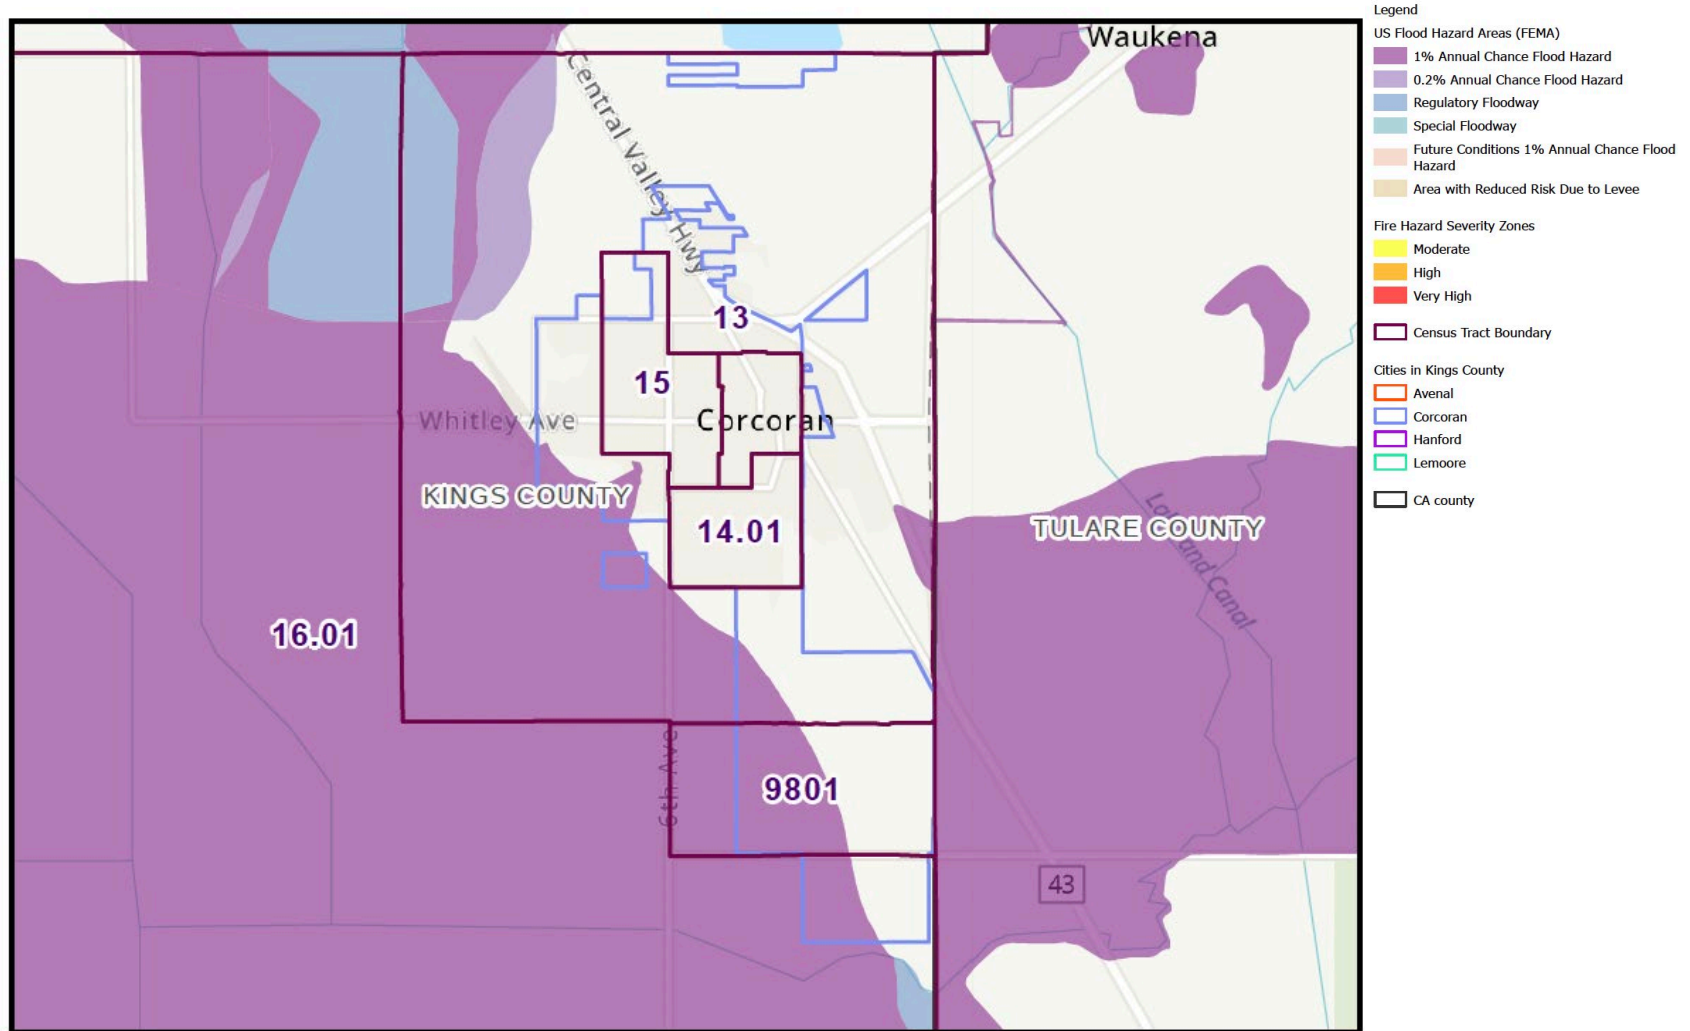 Waukena
Central Valley Hwy
13
15
Whitley Ave
Corcoran
KINGS COUNTY
14.01
TULARE COUNTY
Lakeland Canal
16.01
6th Ave
9801
43
Legend
US Flood Hazard Areas (FEMA)
1% Annual Chance Flood Hazard
0.2% Annual Chance Flood Hazard
Regulatory Floodway
Special Floodway
Future Conditions 1% Annual Chance Flood
Hazard
Area with Reduced Risk Due to Levee
Fire Hazard Severity Zones
Moderate
High
Very High
Census Tract Boundary
Cities in Kings County
Avenal
Corcoran
Hanford
Lemoore
CA county